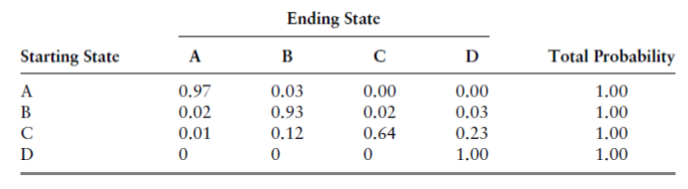 Ending State
Starting State A B C D Total Probability
A 0.97 0.03 0.00 0.00 1.00
B 0.02 0.93 0.02 0.03 1.00
C 0.01 0.12 0.64 0.23 1.00
D 0 0 0 1.00 1.00